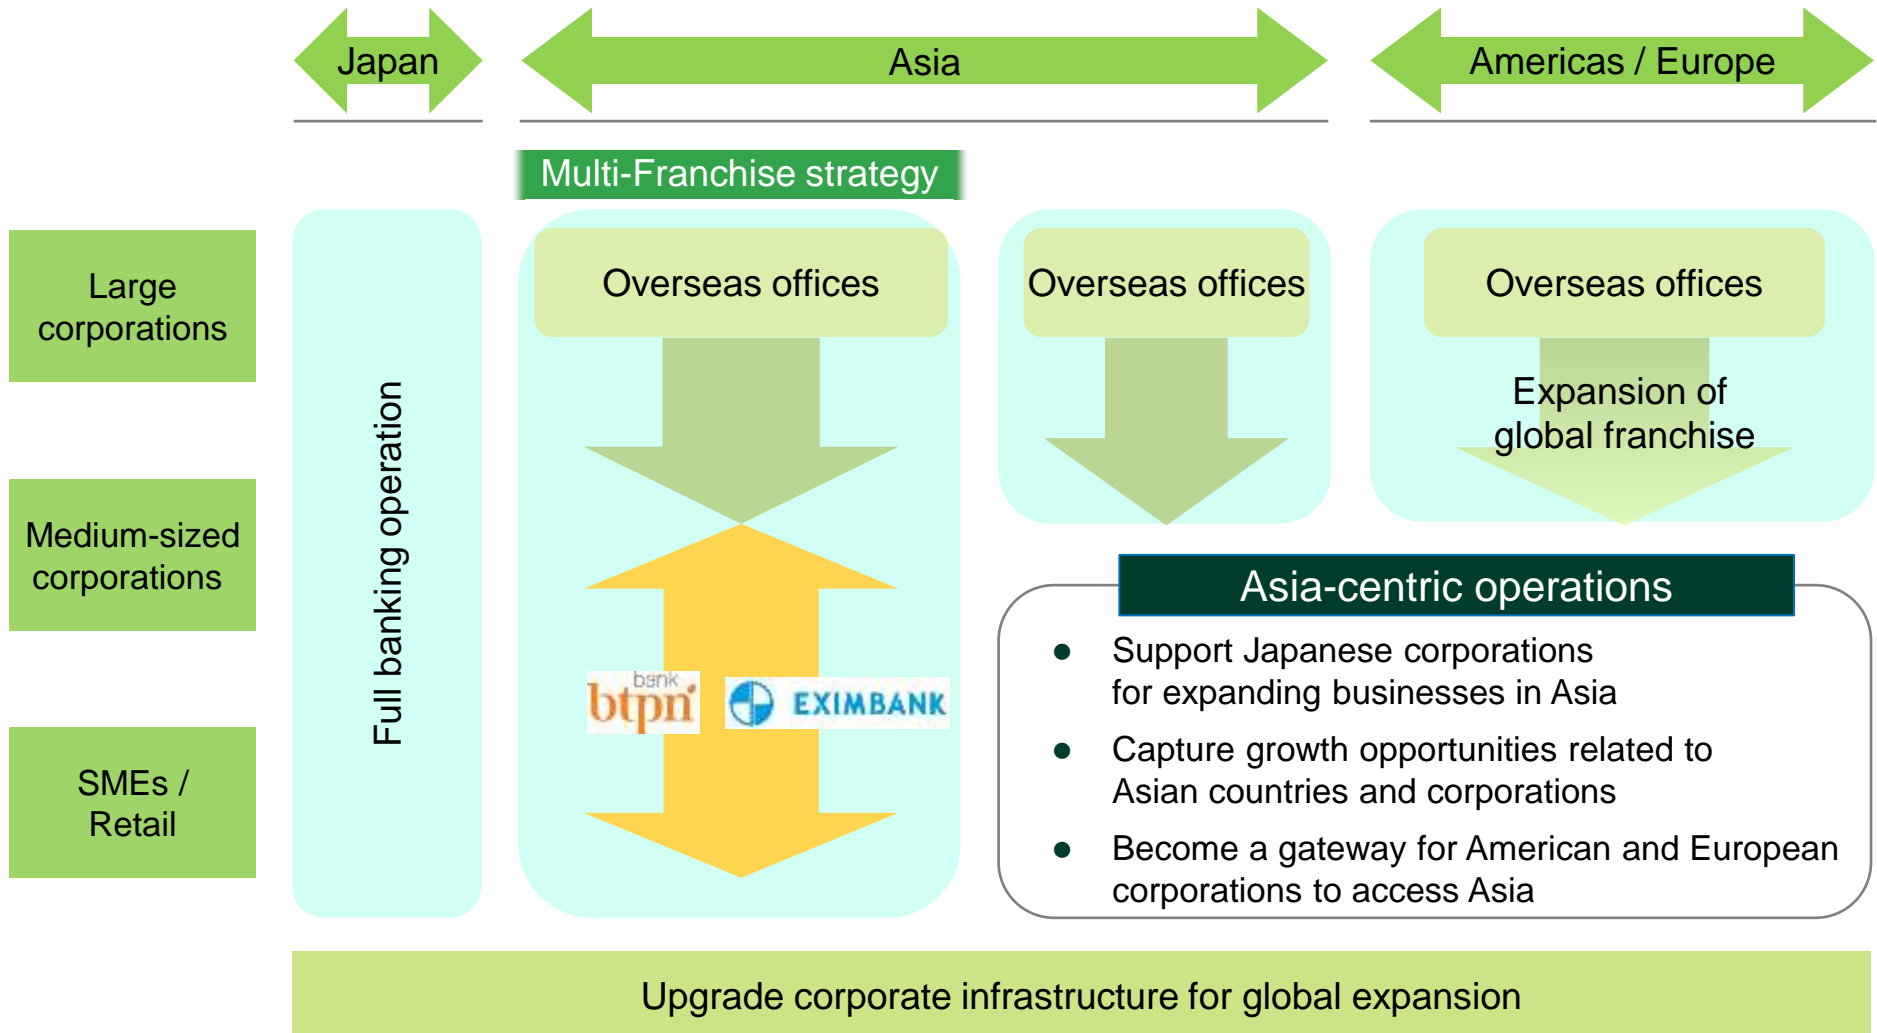 Japan
Asia
Americas / Europe
Multi-Franchise strategy
Large
corporations
Medium-sized
corporations
SMEs /
Retail
Full banking operation
Overseas offices
bank
btpn
EXIMBANK
Overseas offices
Overseas offices
Expansion of
global franchise
Asia-centric operations
● Support Japanese corporations
for expanding businesses in Asia
● Capture growth opportunities related to
Asian countries and corporations
● Become a gateway for American and European
corporations to access Asia
Upgrade corporate infrastructure for global expansion